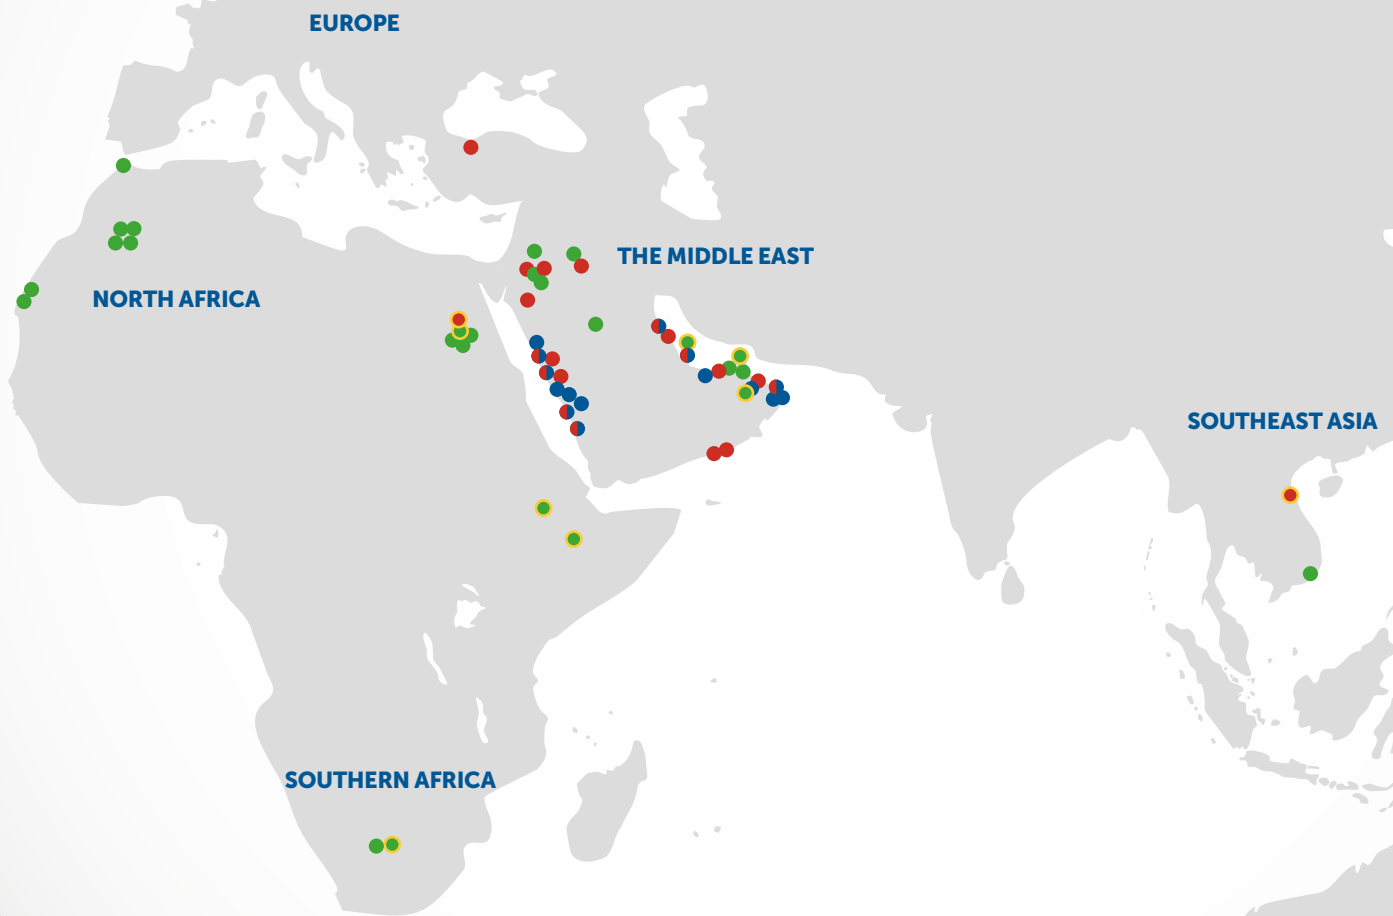 EUROPE
THE MIDDLE EAST
NORTH AFRICA
SOUTHEAST ASIA
SOUTHERN AFRICA